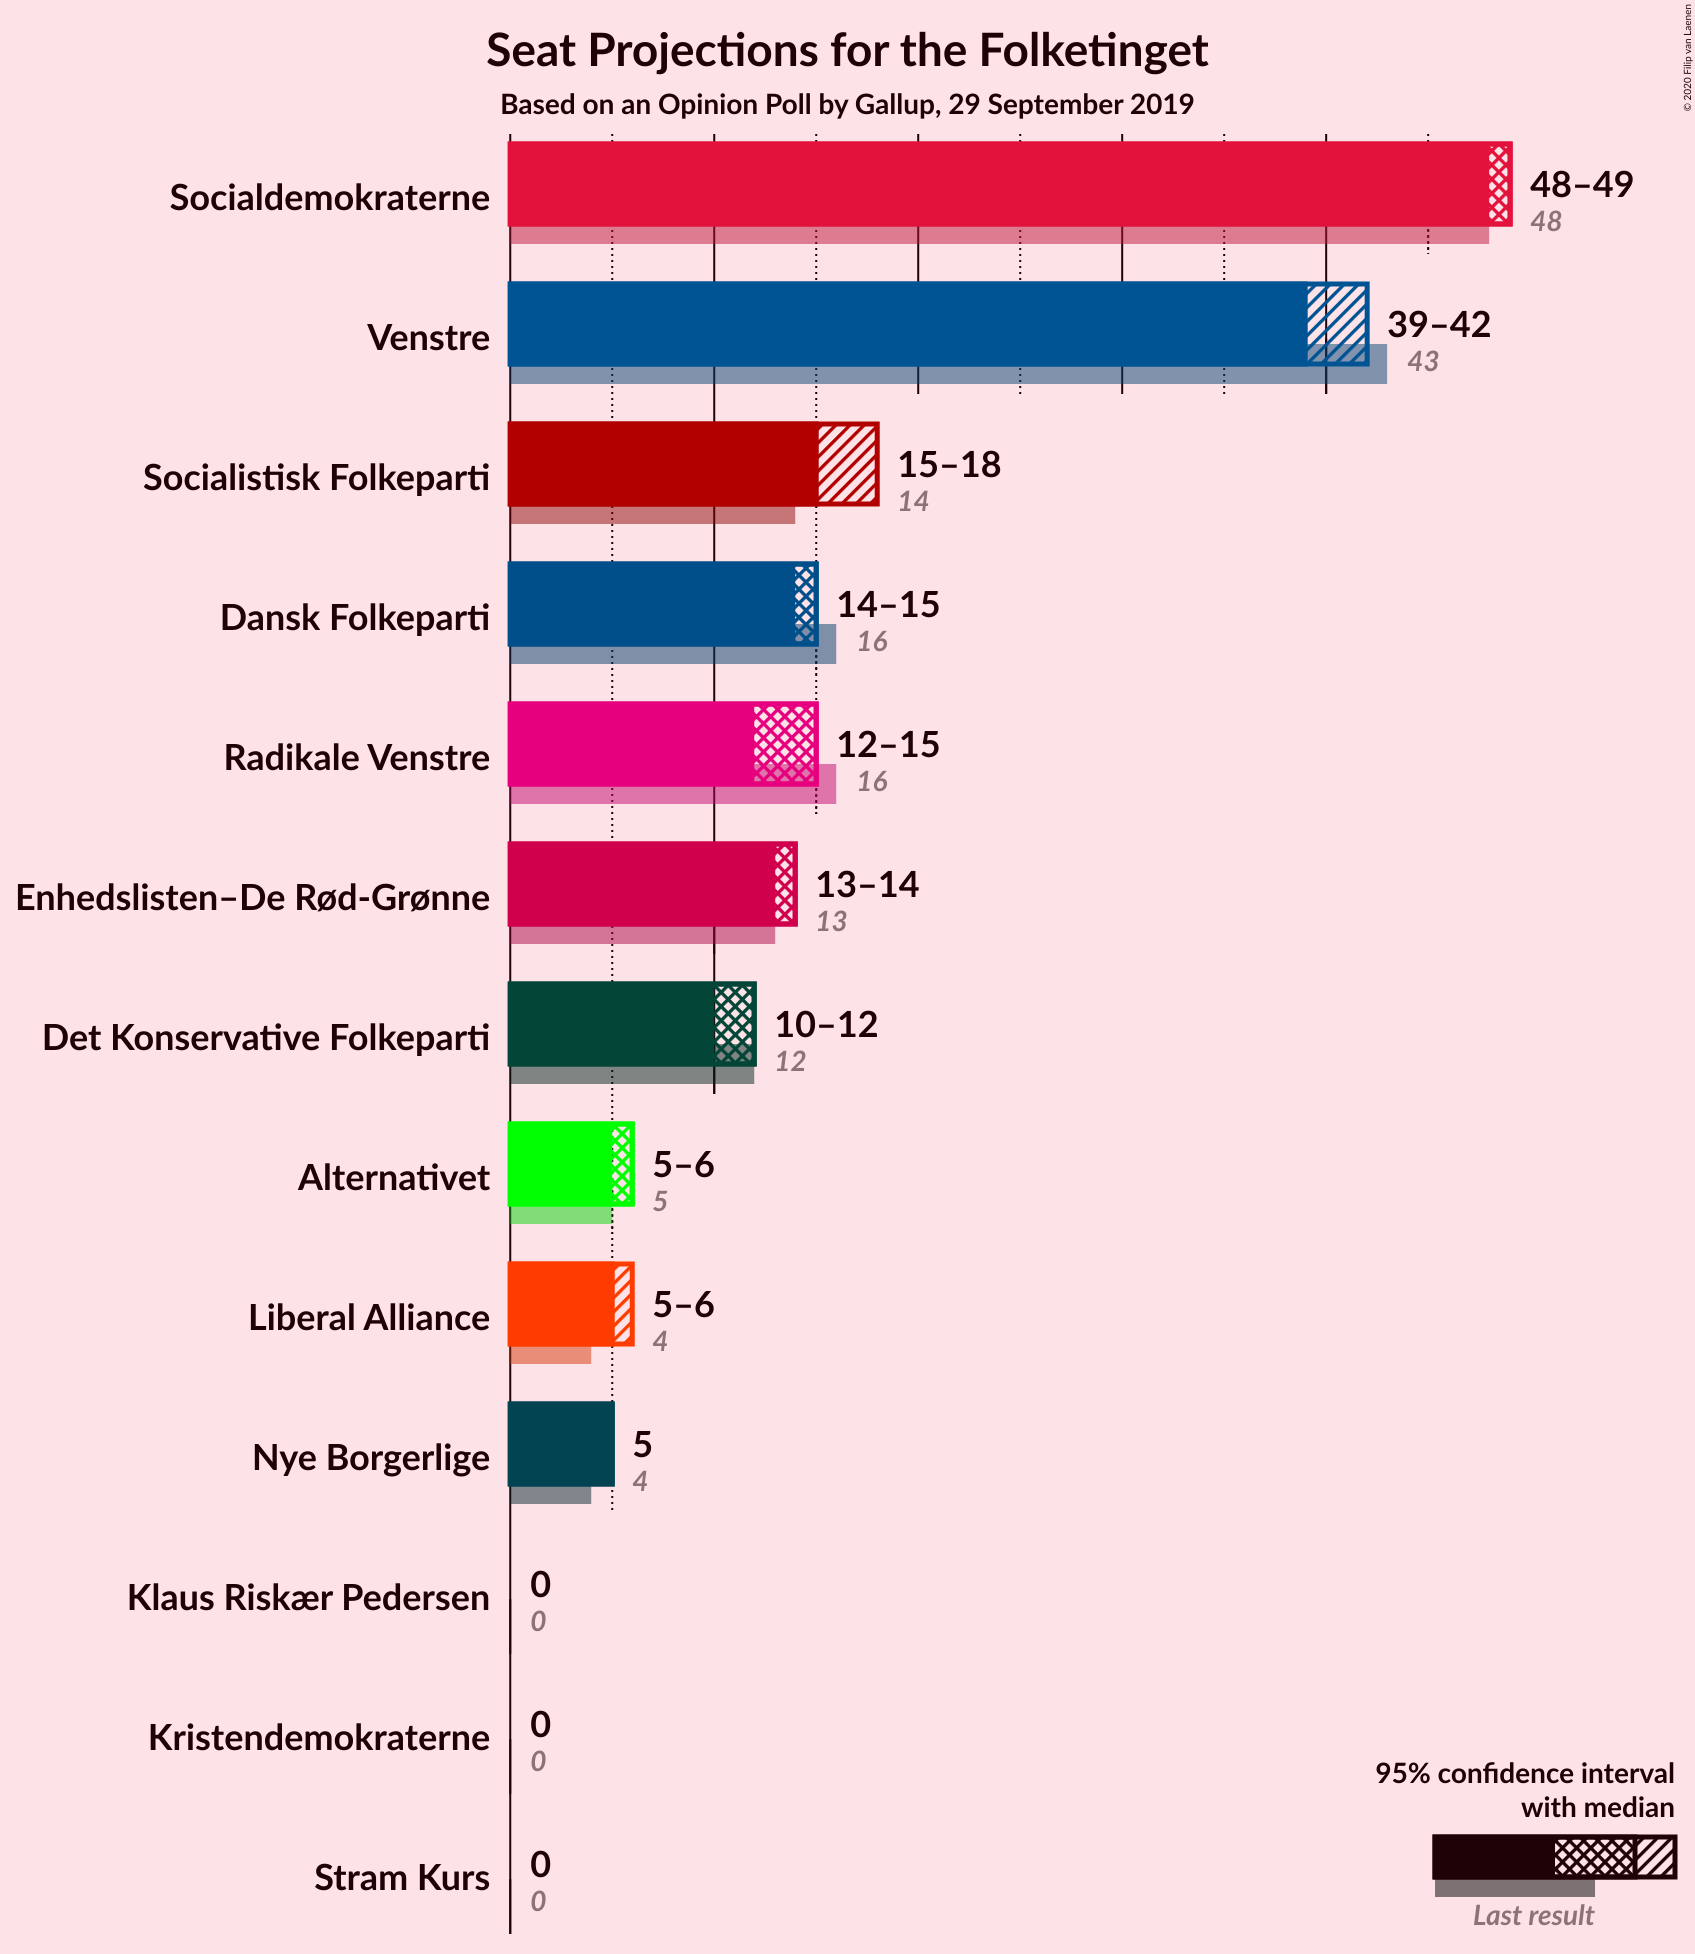 Seat Projections for the Folketinget
Based on an Opinion Poll by Gallup, 29 September 2019
© 2020 Filip van Laenen
Socialdemokraterne
48–49
48
Venstre
39–42
43
Socialistisk Folkeparti
15–18
14
Dansk Folkeparti
14–15
16
Radikale Venstre
12–15
16
Enhedslisten–De Rød-Grønne
13–14
13
Det Konservative Folkeparti
10–12
12
Alternativet
5–6
5
Liberal Alliance
5–6
4
Nye Borgerlige
5
4
Klaus Riskær Pedersen
0
0
Kristendemokraterne
0
0
Stram Kurs
0
0
95% confidence interval
with median
Last result